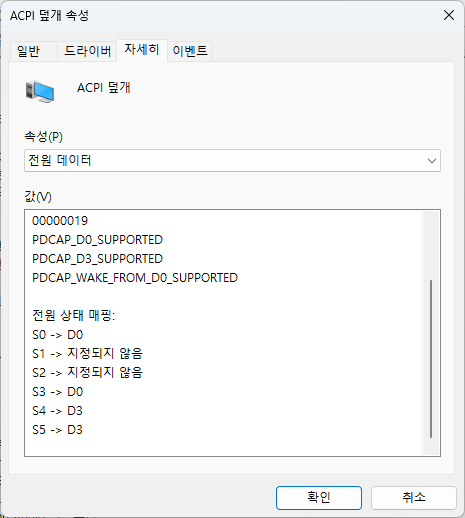 ACPI 덮개 속성
일반
드라이버
자세히
이벤트
ACPI 덮개
속성(P)
전원 데이터
값(V)
00000019
PDCAP_D0_SUPPORTED
PDCAP_D3_SUPPORTED
PDCAP_WAKE_FROM_D0_SUPPORTED
전원 상태 매핑:
S0 -> D0
S1 -> 지정되지 않음
S2 -> 지정되지 않음
S3 -> D0
S4 -> D3
S5 -> D3
확인
취소